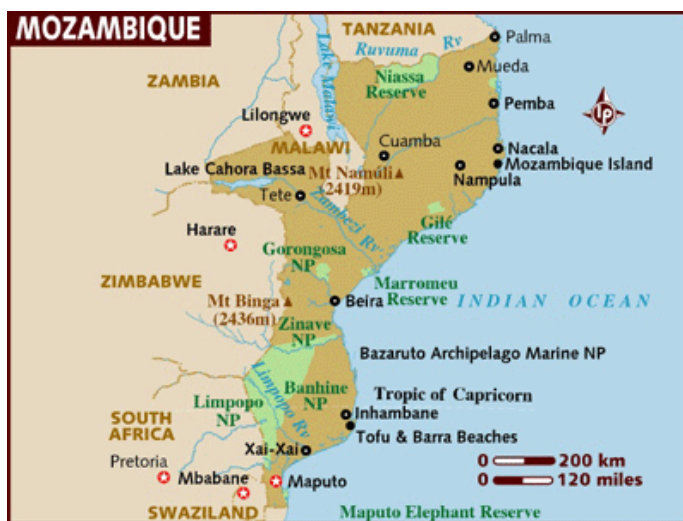 MOZAMBIQUE
TANZANIA
Ruvuma Rv
Palma
Mueda
Niassa
Reserve
Lake Malawi
ZAMBIA
Pemba
Lilongwe
lp
MALAWI
Cuamba
Nacala
Mozambique Island
Lake Cahora Bassa
Mt Namúli
(2419m)
Nampula
Tete
Zambezi Rv
Gilé
Reserve
Harare
Gorongosa
NP
Marromeu
Reserve
ZIMBABWE
Mt Binga
(2436m)
Beira
INDIAN OCEAN
Zinave
NP
Bazaruto Archipelago Marine NP
Limpopo Rv
Banhine
NP
Tropic of Capricorn
Limpopo
NP
Inhambane
SOUTH
AFRICA
Tofu & Barra Beaches
Xai-Xai
Pretoria
Mbabane
Maputo
0 200 km
0 120 miles
SWAZILAND
Maputo Elephant Reserve